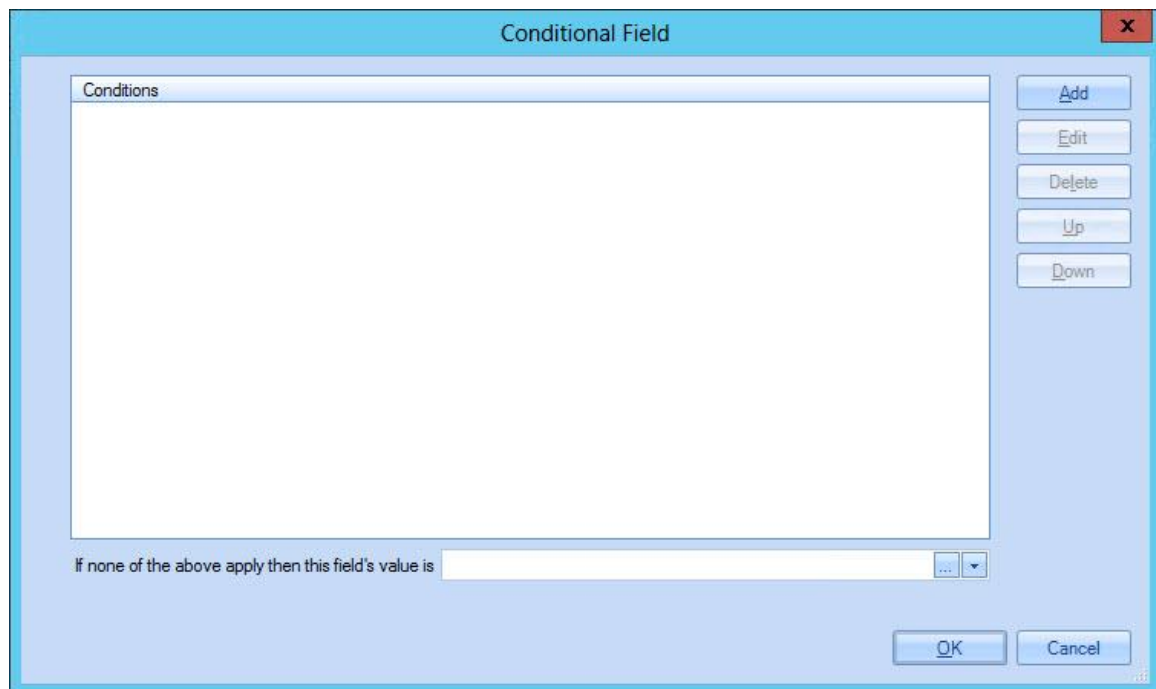 Conditional Field
x
Conditions
Add
Edit
Delete
Up
Down
If none of the above apply then this field's value is
...
OK
Cancel